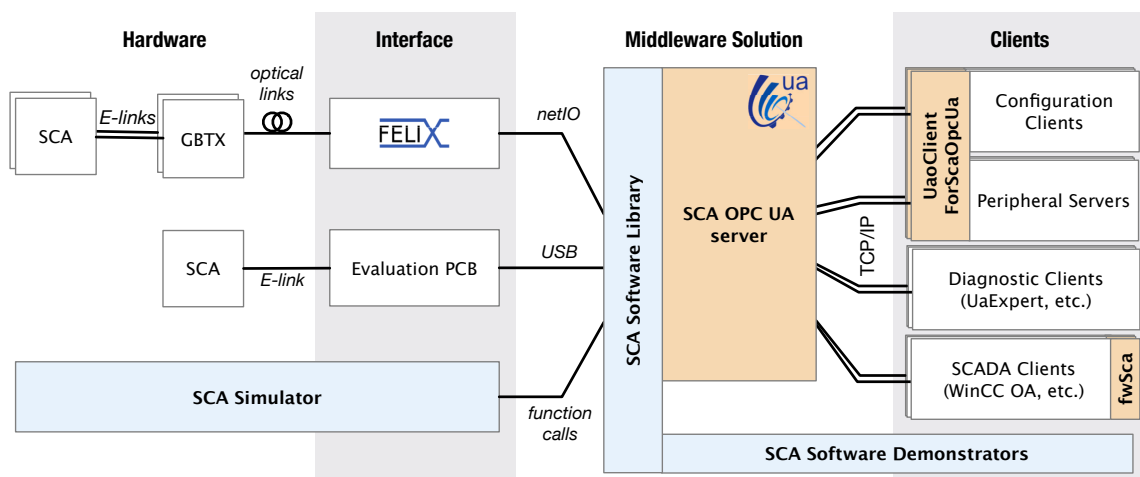 Hardware
Interface
Middleware Solution
Clients
SCA
E-links
GBTX
optical
links
FELIX
netIO
SCA
E-link
Evaluation PCB
USB
SCA Simulator
function
calls
SCA Software Library
ua
SCA OPC UA
server
TCP/IP
UaoClient
ForScaOpcUa
Configuration
Clients
Peripheral Servers
Diagnostic Clients
(UaExpert, etc.)
SCADA Clients
(WinCC OA, etc.)
fwSca
SCA Software Demonstrators